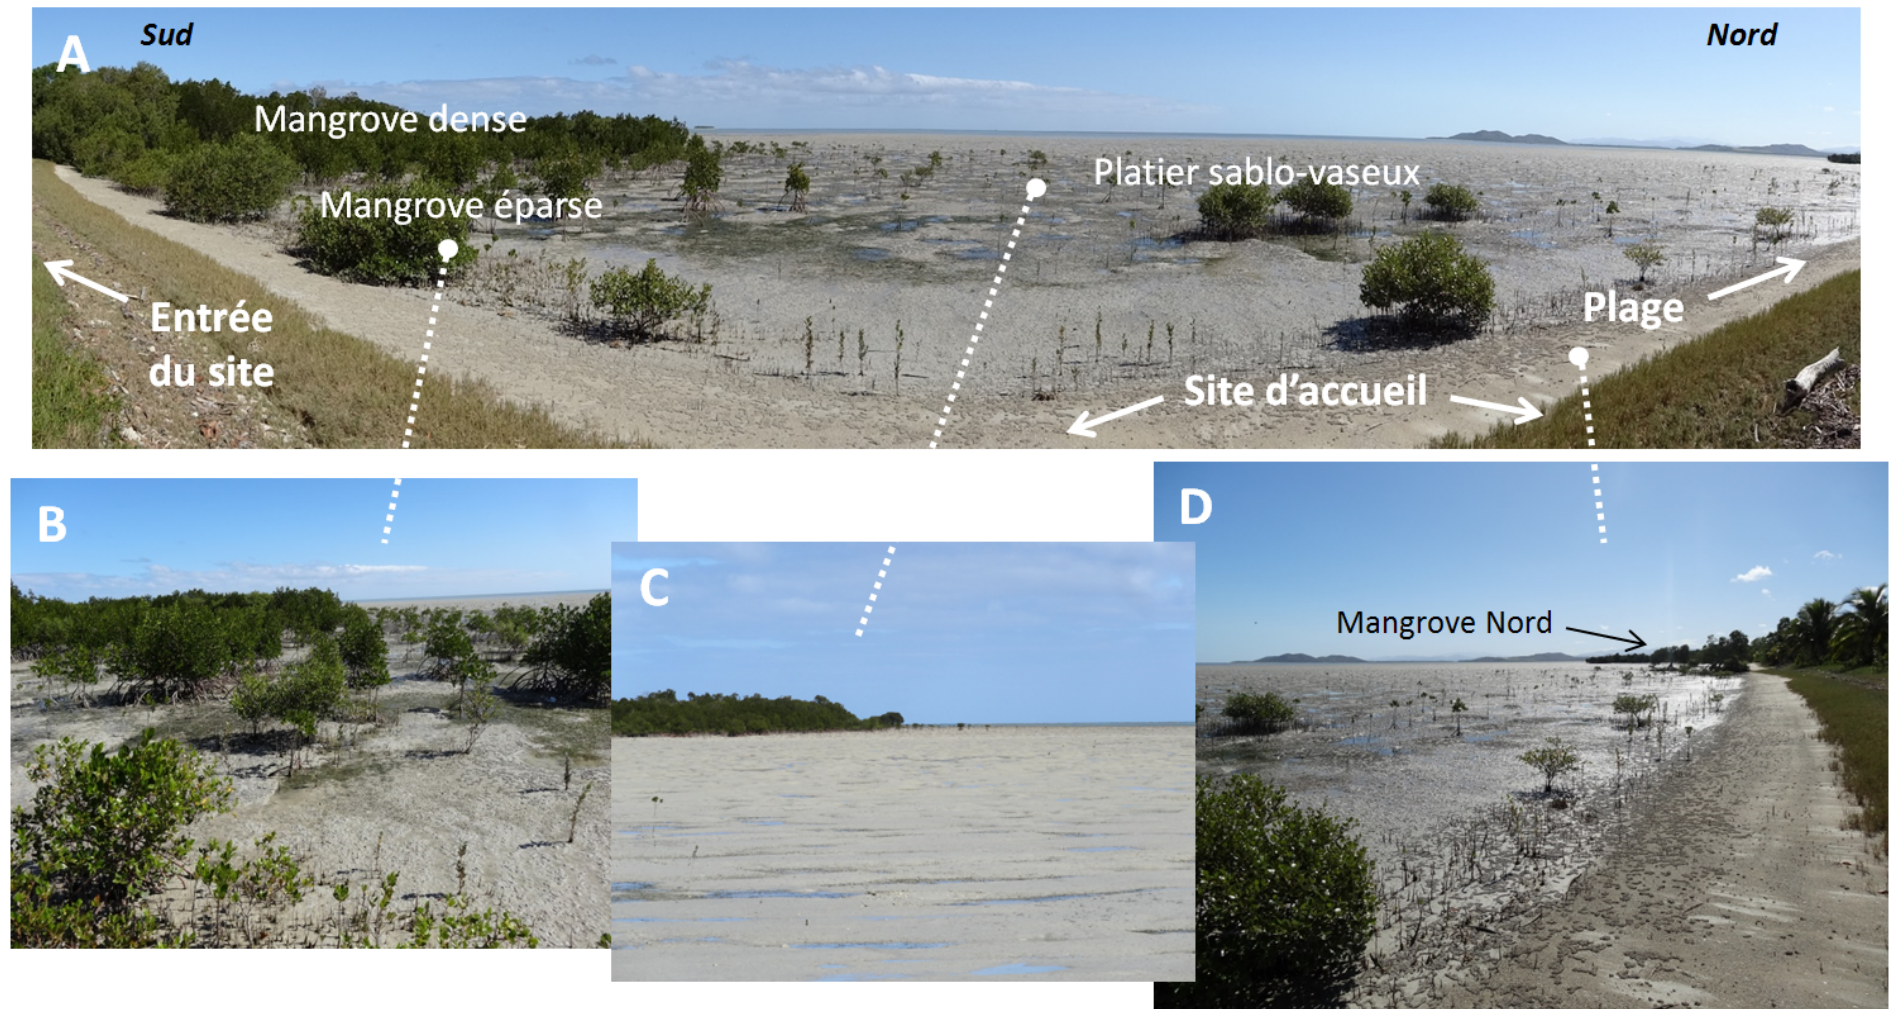 A
Sud
Nord
Mangrove dense
Platier sablo-vaseux
Mangrove éparse
Entrée
du site
Plage
Site d'accueil
B
C
D
Mangrove Nord